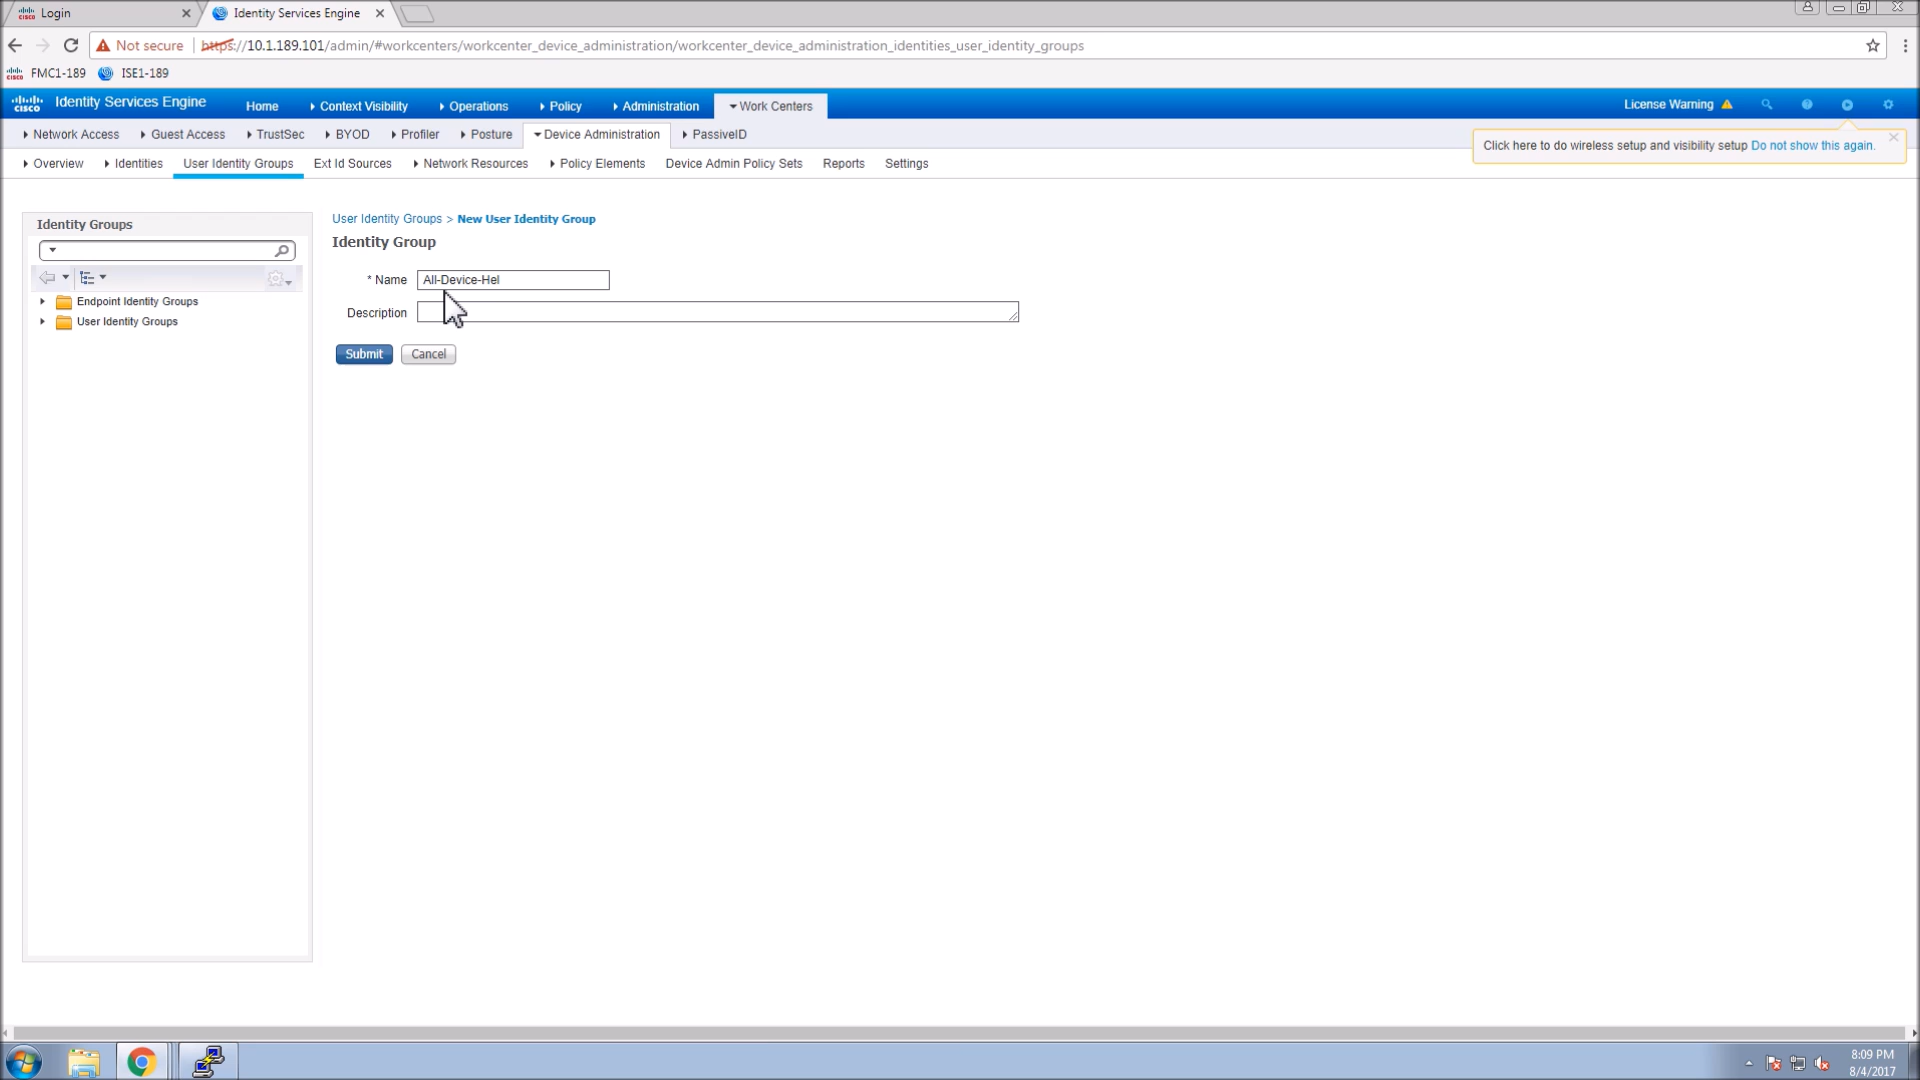 Login
Identity Services Engine
Not secure https://10.1.189.101/admin/#workcenters/workcenter_device_administration/workcenter_device_administration_identities_user_identity_groups
FMC1-189 ISE1-189
cisco Identity Services Engine Home Context Visibility Operations Policy Administration Work Centers License Warning
Network Access Guest Access TrustSec BYOD Profiler Posture Device Administration PassiveID
Click here to do wireless setup and visibility setup Do not show this again.
Overview Identities User Identity Groups Ext Id Sources Network Resources Policy Elements Device Admin Policy Sets Reports Settings
Identity Groups
Endpoint Identity Groups
User Identity Groups
User Identity Groups > New User Identity Group
Identity Group
* Name All-Device-Hel
Description
Submit Cancel
8:09 PM
8/4/2017